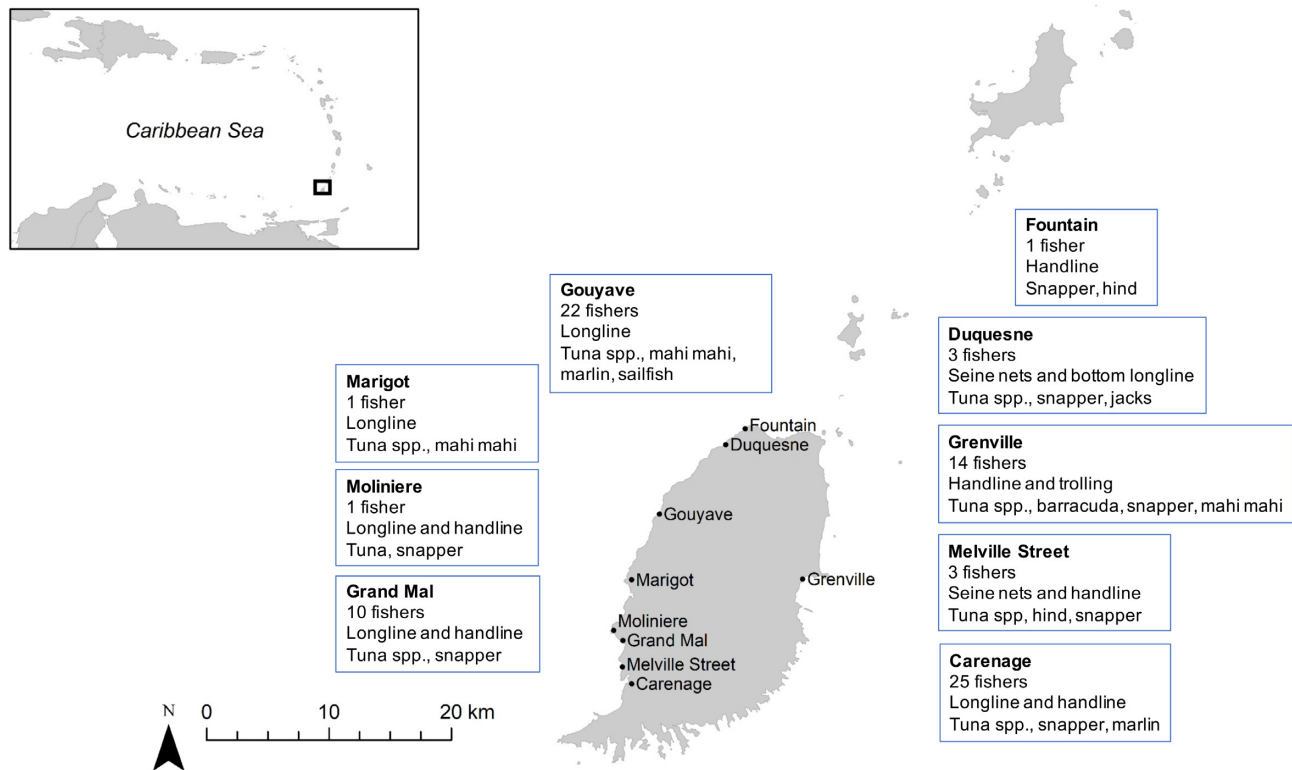 Caribbean Sea
Fountain
1 fisher
Handline
Snapper, hind
Gouyave
22 fishers
Longline
Tuna spp., mahi mahi,
marlin, sailfish
Duquesne
3 fishers
Seine nets and bottom longline
Tuna spp., snapper, jacks
Marigot
1 fisher
Longline
Tuna spp., mahi mahi
Grenville
14 fishers
Handline and trolling
Tuna spp., barracuda, snapper, mahi mahi
Moliniere
1 fisher
Longline and handline
Tuna, snapper
Melville Street
3 fishers
Seine nets and handline
Tuna spp, hind, snapper
Grand Mal
10 fishers
Longline and handline
Tuna spp., snapper
Carenage
25 fishers
Longline and handline
Tuna spp., snapper, marlin
Fountain
Duquesne
Gouyave
Marigot
Grenville
Moliniere
Grand Mal
Melville Street
Carenage
N
0 10 20 km